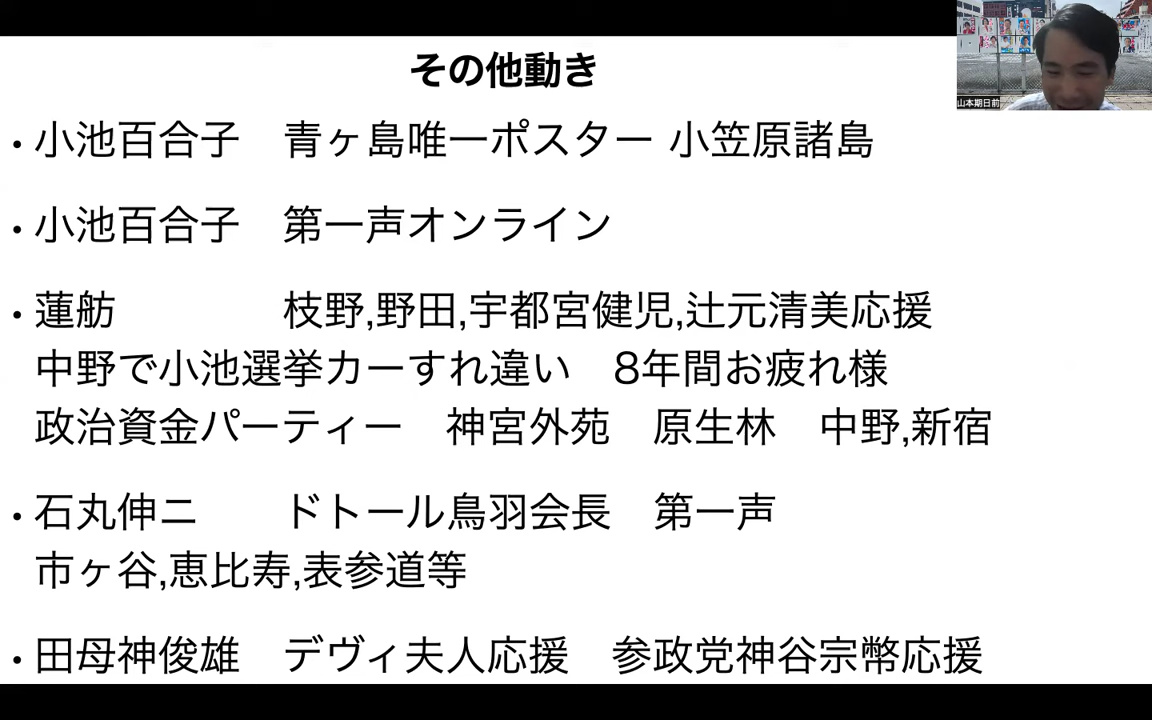 その他動き
・小池百合子　青ヶ島唯一ポスター 小笠原諸島
・小池百合子　第一声オンライン
・蓮舫　　　　枝野,野田,宇都宮健児,辻元清美応援
中野で小池選挙カーすれ違い　8年間お疲れ様
政治資金パーティー　神宮外苑　原生林　中野,新宿
・石丸伸ニ　　ドトール鳥羽会長　第一声
市ヶ谷,恵比寿,表参道等
・田母神俊雄　デヴィ夫人応援　参政党神谷宗幣応援
山本期日前